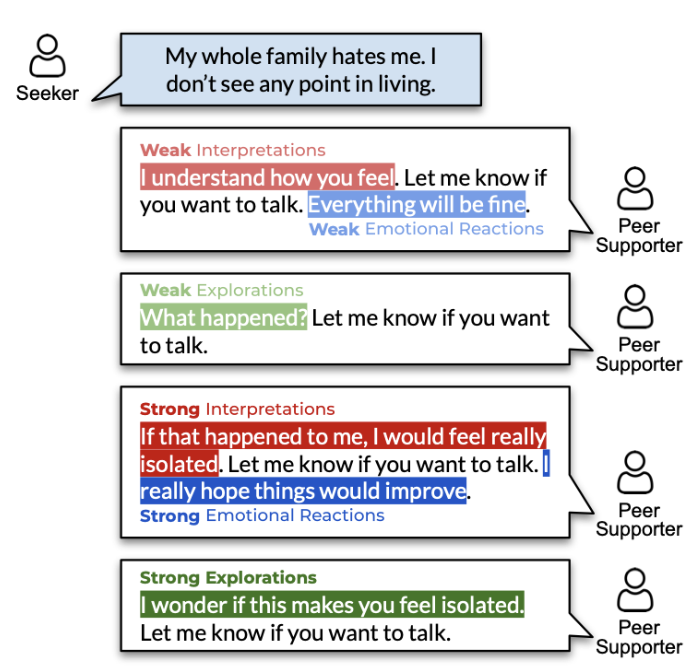 My whole family hates me. I
don't see any point in living.
Seeker
Weak Interpretations
I understand how you feel. Let me know if
you want to talk. Everything will be fine.
Weak Emotional Reactions
Peer
Supporter
Weak Explorations
What happened? Let me know if you want
to talk.
Peer
Supporter
Strong Interpretations
If that happened to me, I would feel really
isolated. Let me know if you want to talk. I
really hope things would improve.
Strong Emotional Reactions
Peer
Supporter
Strong Explorations
I wonder if this makes you feel isolated.
Let me know if you want to talk.
Peer
Supporter